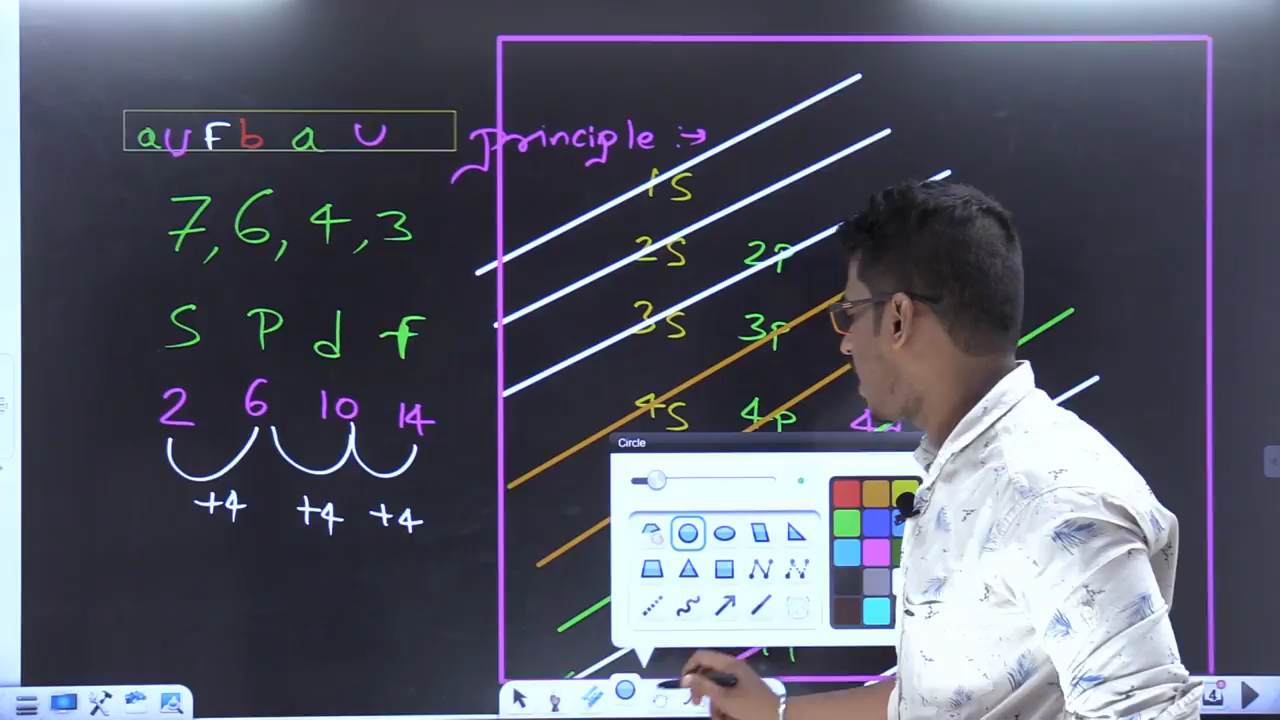 aufbau principle :→
7, 6, 4, 3
S P d f
2 6 10 14
+4 +4 +4
1S
2S 2p
3S 3p
4S 4p
Circle
4